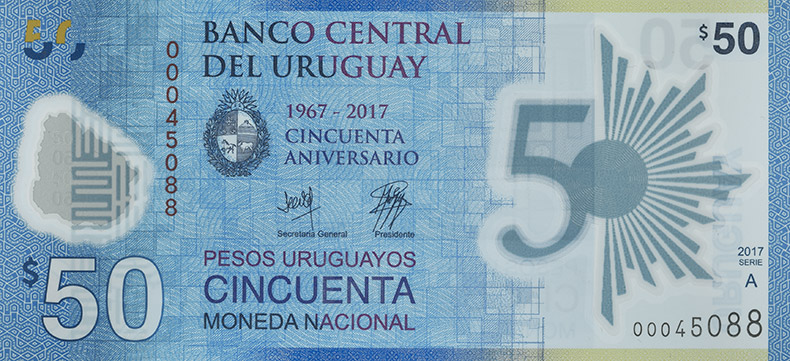 BANCO CENTRAL
DEL URUGUAY
$50
00045088
1967 - 2017
CINCUENTA
ANIVERSARIO
50
Secretaria General
Presidente
PESOS URUGUAYOS
CINCUENTA
MONEDA NACIONAL
$50
2017
SERIE
A
00045088